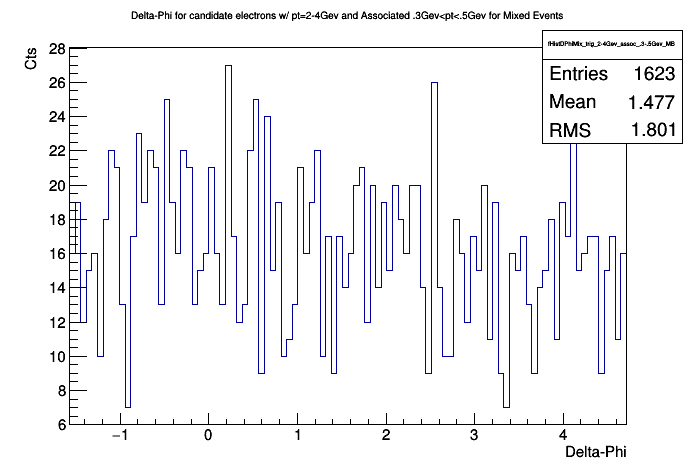 Delta-Phi for candidate electrons w/ pt=2-4Gev and Associated .3Gev<pt<.5Gev for Mixed Events
fHistDPhiMix_trig_2-4Gev_assoc_.3-.5Gev_MB
Entries 1623
Mean 1.477
RMS 1.801
Cts
28
26
24
22
20
18
16
14
12
10
8
6
−1 0 1 2 3 4
Delta-Phi